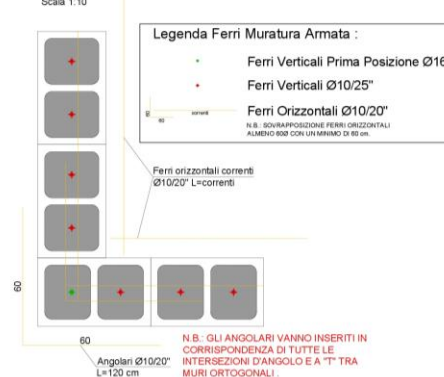 Scala 1:10
Legenda Ferri Muratura Armata :
Ferri Verticali Prima Posizione Ø16
Ferri Verticali Ø10/25"
60
60
correnti
Ferri Orizzontali Ø10/20"
N.B.: SOVRAPPOSIZIONE FERRI ORIZZONTALI
ALMENO 60Ø CON UN MINIMO DI 60 cm.
Ferri orizzontali correnti
Ø10/20" L=correnti
60
60
Angolari Ø10/20"
L=120 cm
N.B.: GLI ANGOLARI VANNO INSERITI IN
CORRISPONDENZA DI TUTTE LE
INTERSEZIONI D'ANGOLO E A "T" TRA
MURI ORTOGONALI .